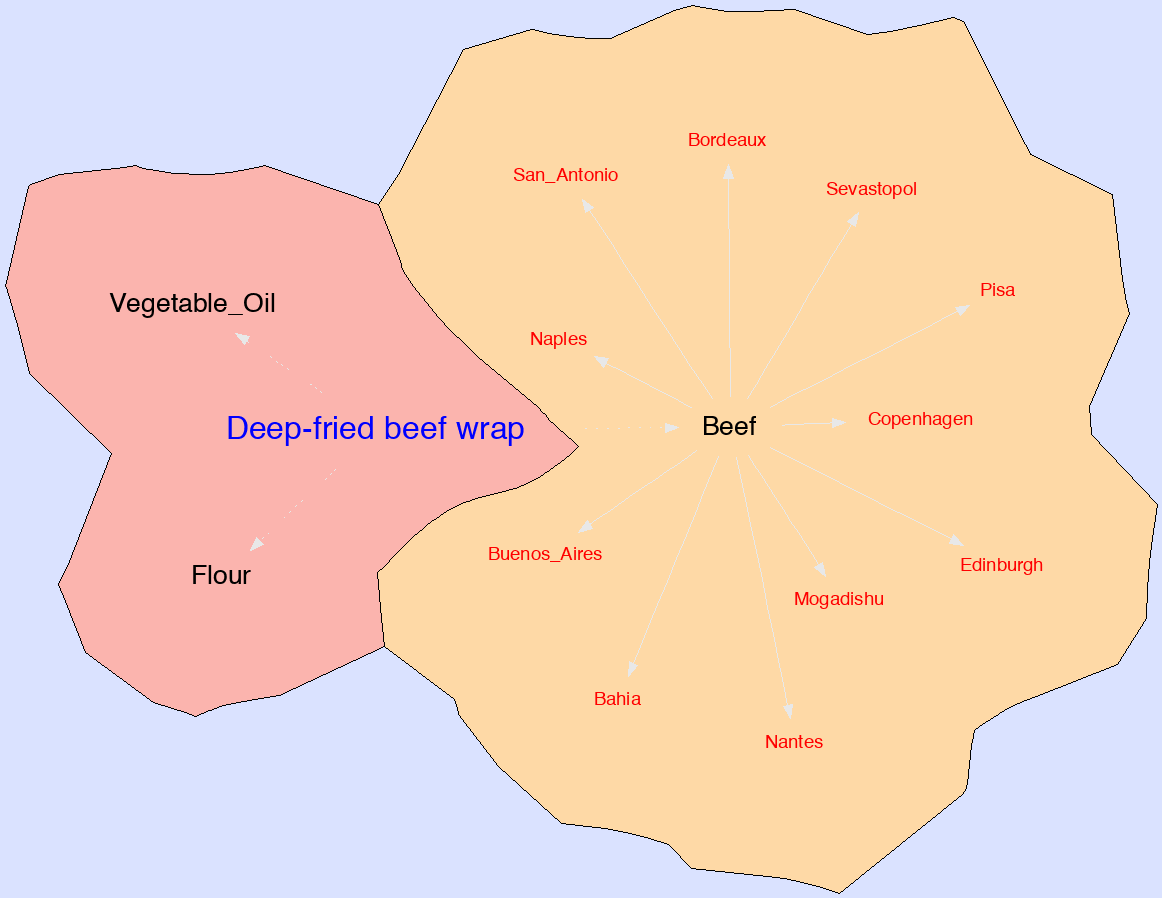 Bordeaux
San_Antonio
Sevastopol
Pisa
Vegetable_Oil
Naples
Copenhagen
Deep-fried beef wrap
Beef
Buenos_Aires
Edinburgh
Flour
Mogadishu
Bahia
Nantes